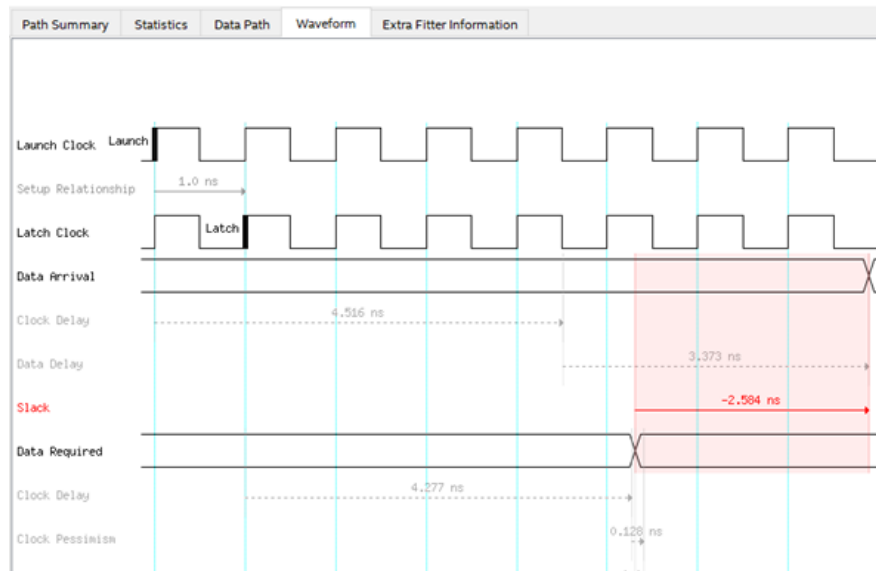 Path Summary Statistics Data Path Waveform Extra Fitter Information
Launch Clock Launch
Setup Relationship 1.0 ns
Latch Clock Latch
Data Arrival
Clock Delay 4.516 ns
Data Delay 3.373 ns
Slack -2.584 ns
Data Required
Clock Delay 4.277 ns
Clock Pessimism 0.128 ns